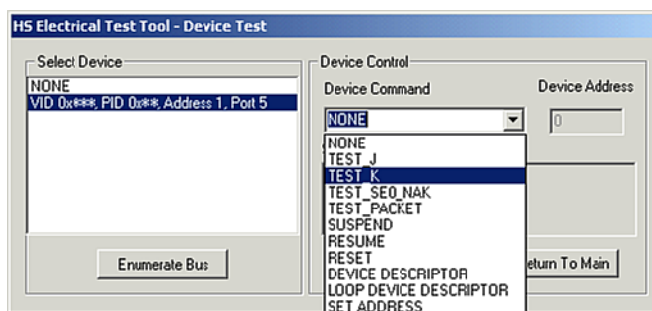 HS Electrical Test Tool - Device Test
Select Device
NONE
VID 0x***, PID 0x**, Address 1, Port 5
Enumerate Bus
Device Control
Device Command
Device Address
NONE
0
NONE
TEST_J
TEST_K
TEST_SE0_NAK
TEST_PACKET
SUSPEND
RESUME
RESET
DEVICE DESCRIPTOR
LOOP DEVICE DESCRIPTOR
SET ADDRESS
eturn To Main